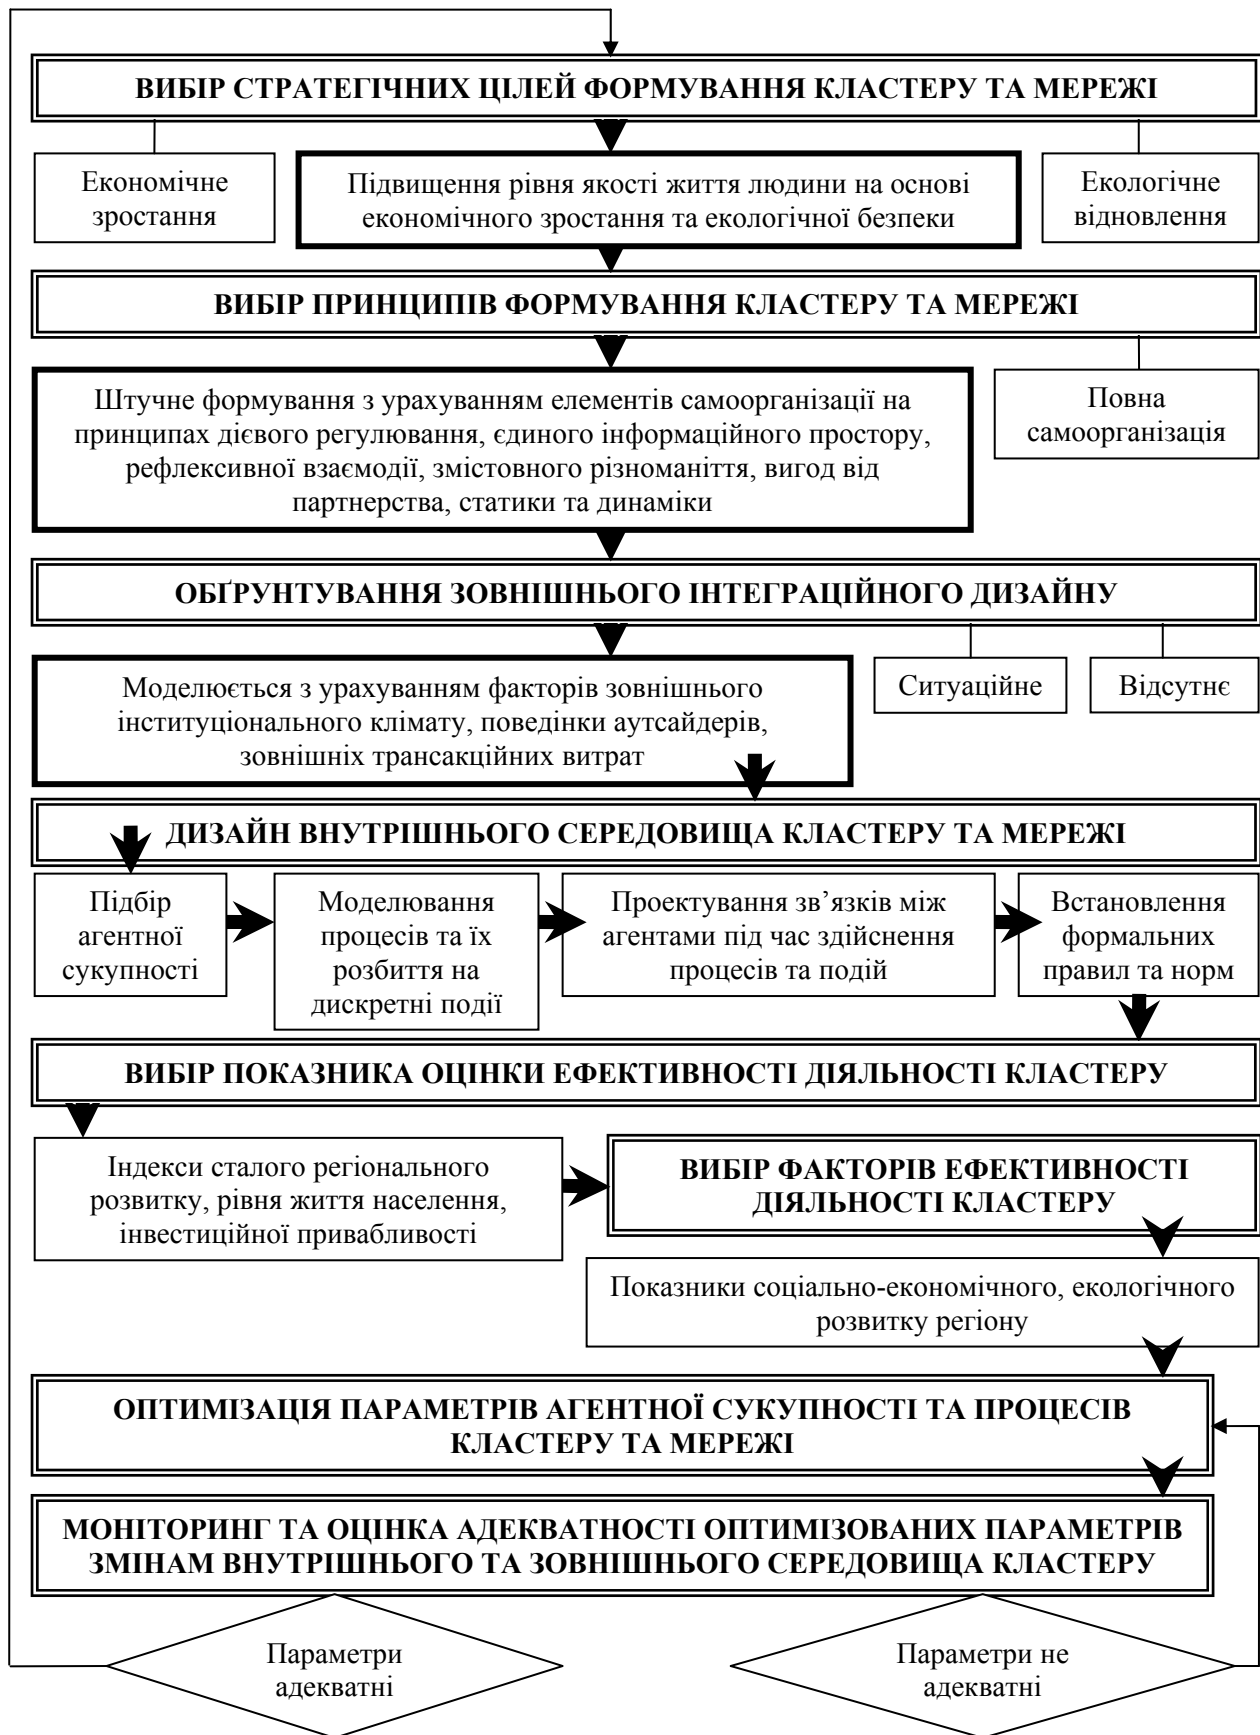 ВИБІР СТРАТЕГІЧНИХ ЦІЛЕЙ ФОРМУВАННЯ КЛАСТЕРУ ТА МЕРЕЖІ
Економічне
зростання
Підвищення рівня якості життя людини на основі
економічного зростання та екологічної безпеки
Екологічне
відновлення
ВИБІР ПРИНЦИПІВ ФОРМУВАННЯ КЛАСТЕРУ ТА МЕРЕЖІ
Штучне формування з урахуванням елементів самоорганізації на
принципах дієвого регулювання, єдиного інформаційного простору,
рефлексивної взаємодії, змістовного різноманіття, вигод від
партнерства, статики та динаміки
Повна
самоорганізація
ОБҐРУНТУВАННЯ ЗОВНІШНЬОГО ІНТЕГРАЦІЙНОГО ДИЗАЙНУ
Моделюється з урахуванням факторів зовнішнього
інституціонального клімату, поведінки аутсайдерів,
зовнішніх трансакційних витрат
Ситуаційне
Відсутнє
ДИЗАЙН ВНУТРІШНЬОГО СЕРЕДОВИЩА КЛАСТЕРУ ТА МЕРЕЖІ
Підбір
агентної
сукупності
Моделювання
процесів та їх
розбиття на
дискретні події
Проектування зв’язків між
агентами під час здійснення
процесів та подій
Встановлення
формальних
правил та норм
ВИБІР ПОКАЗНИКА ОЦІНКИ ЕФЕКТИВНОСТІ ДІЯЛЬНОСТІ КЛАСТЕРУ
Індекси сталого регіонального
розвитку, рівня життя населення,
інвестиційної привабливості
ВИБІР ФАКТОРІВ ЕФЕКТИВНОСТІ
ДІЯЛЬНОСТІ КЛАСТЕРУ
Показники соціально-економічного, екологічного
розвитку регіону
ОПТИМІЗАЦІЯ ПАРАМЕТРІВ АГЕНТНОЇ СУКУПНОСТІ ТА ПРОЦЕСІВ
КЛАСТЕРУ ТА МЕРЕЖІ
МОНІТОРИНГ ТА ОЦІНКА АДЕКВАТНОСТІ ОПТИМІЗОВАНИХ ПАРАМЕТРІВ
ЗМІНАМ ВНУТРІШНЬОГО ТА ЗОВНІШНЬОГО СЕРЕДОВИЩА КЛАСТЕРУ
Параметри
адекватні
Параметри не
адекватні